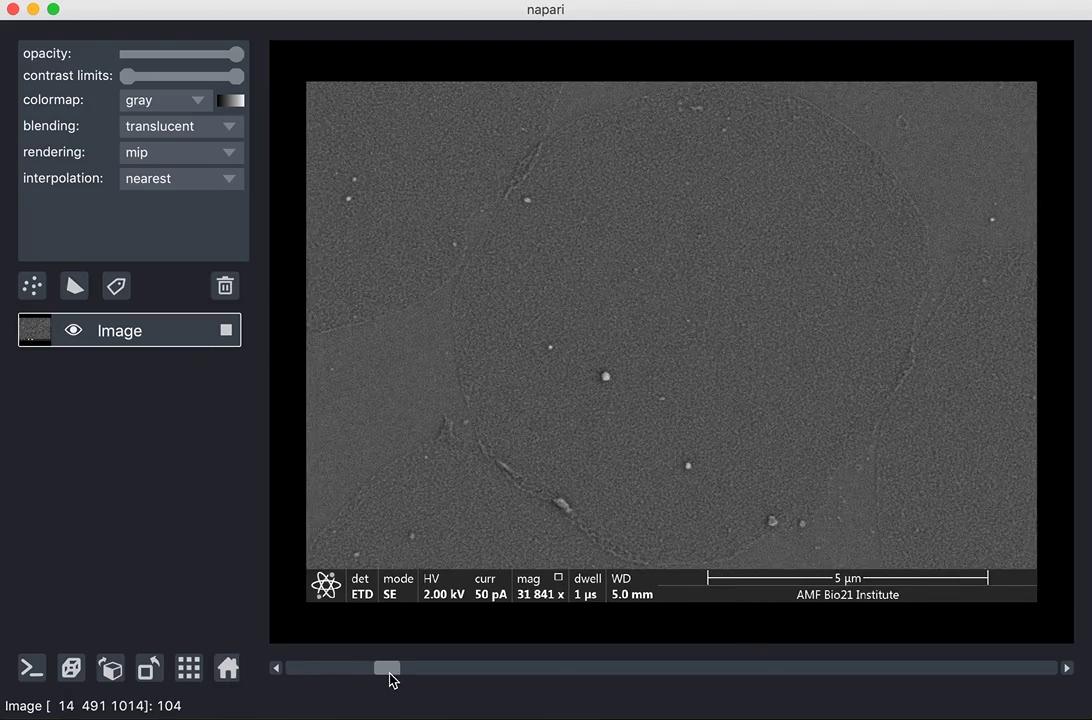 napari
opacity:
contrast limits:
colormap: gray
blending: translucent
rendering: mip
interpolation: nearest
Image
det mode HV curr mag dwell WD 5 µm
ETD SE 2.00 kV 50 pA 31 841 x 1 µs 5.0 mm AMF Bio21 Institute
Image [ 14 491 1014]: 104